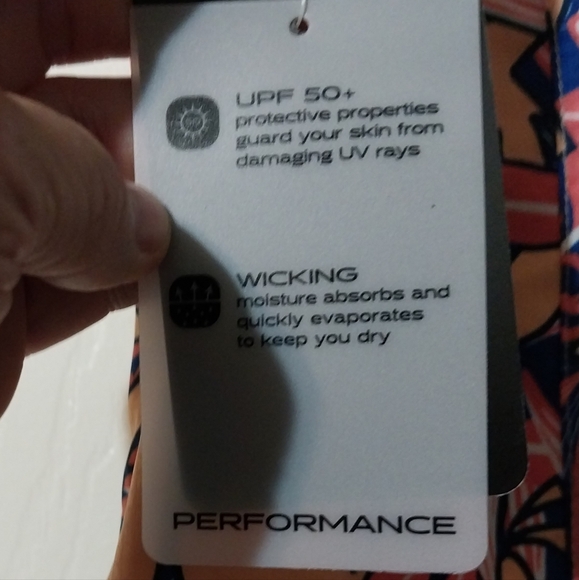 UPF 50+
protective properties
guard your skin from
damaging UV rays
WICKING
moisture absorbs and
quickly evaporates
to keep you dry
PERFORMANCE